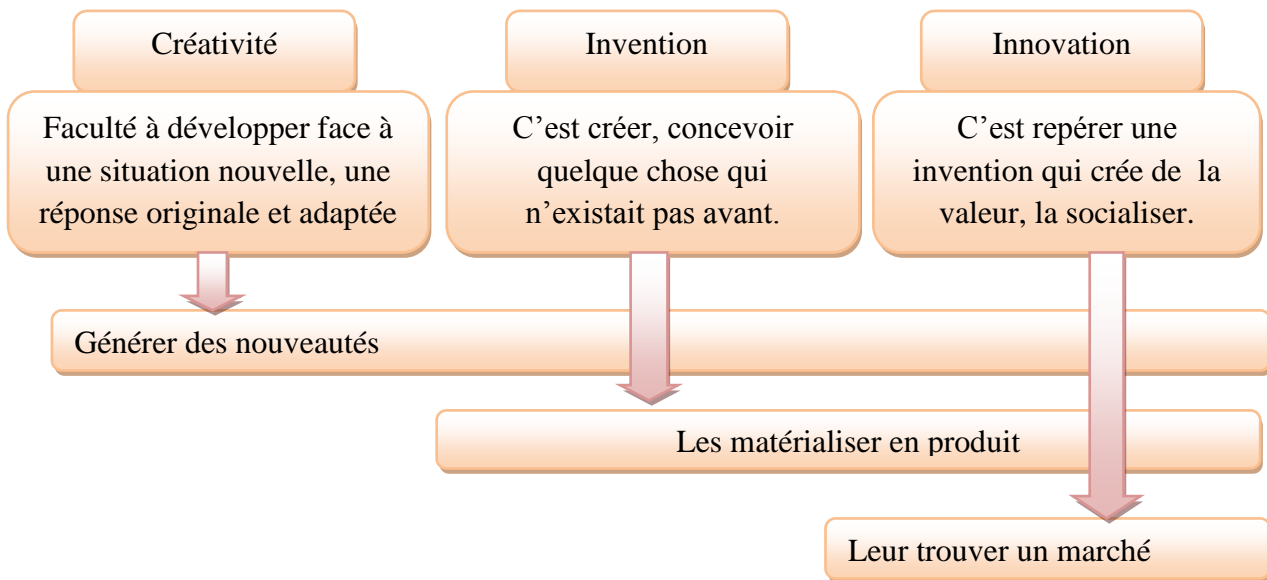 Créativité
Invention
Innovation
Faculté à développer face à
une situation nouvelle, une
réponse originale et adaptée
C’est créer, concevoir
quelque chose qui
n’existait pas avant.
C’est repérer une
invention qui crée de la
valeur, la socialiser.
Générer des nouveautés
Les matérialiser en produit
Leur trouver un marché